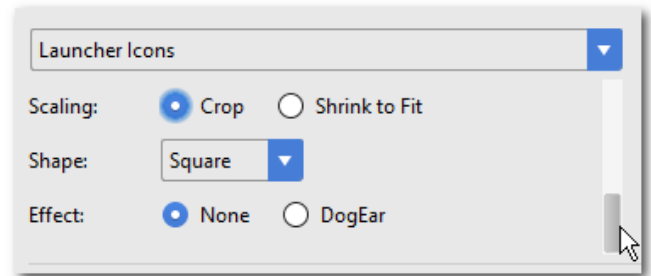 Launcher Icons
Scaling: Crop Shrink to Fit
Shape: Square
Effect: None DogEar